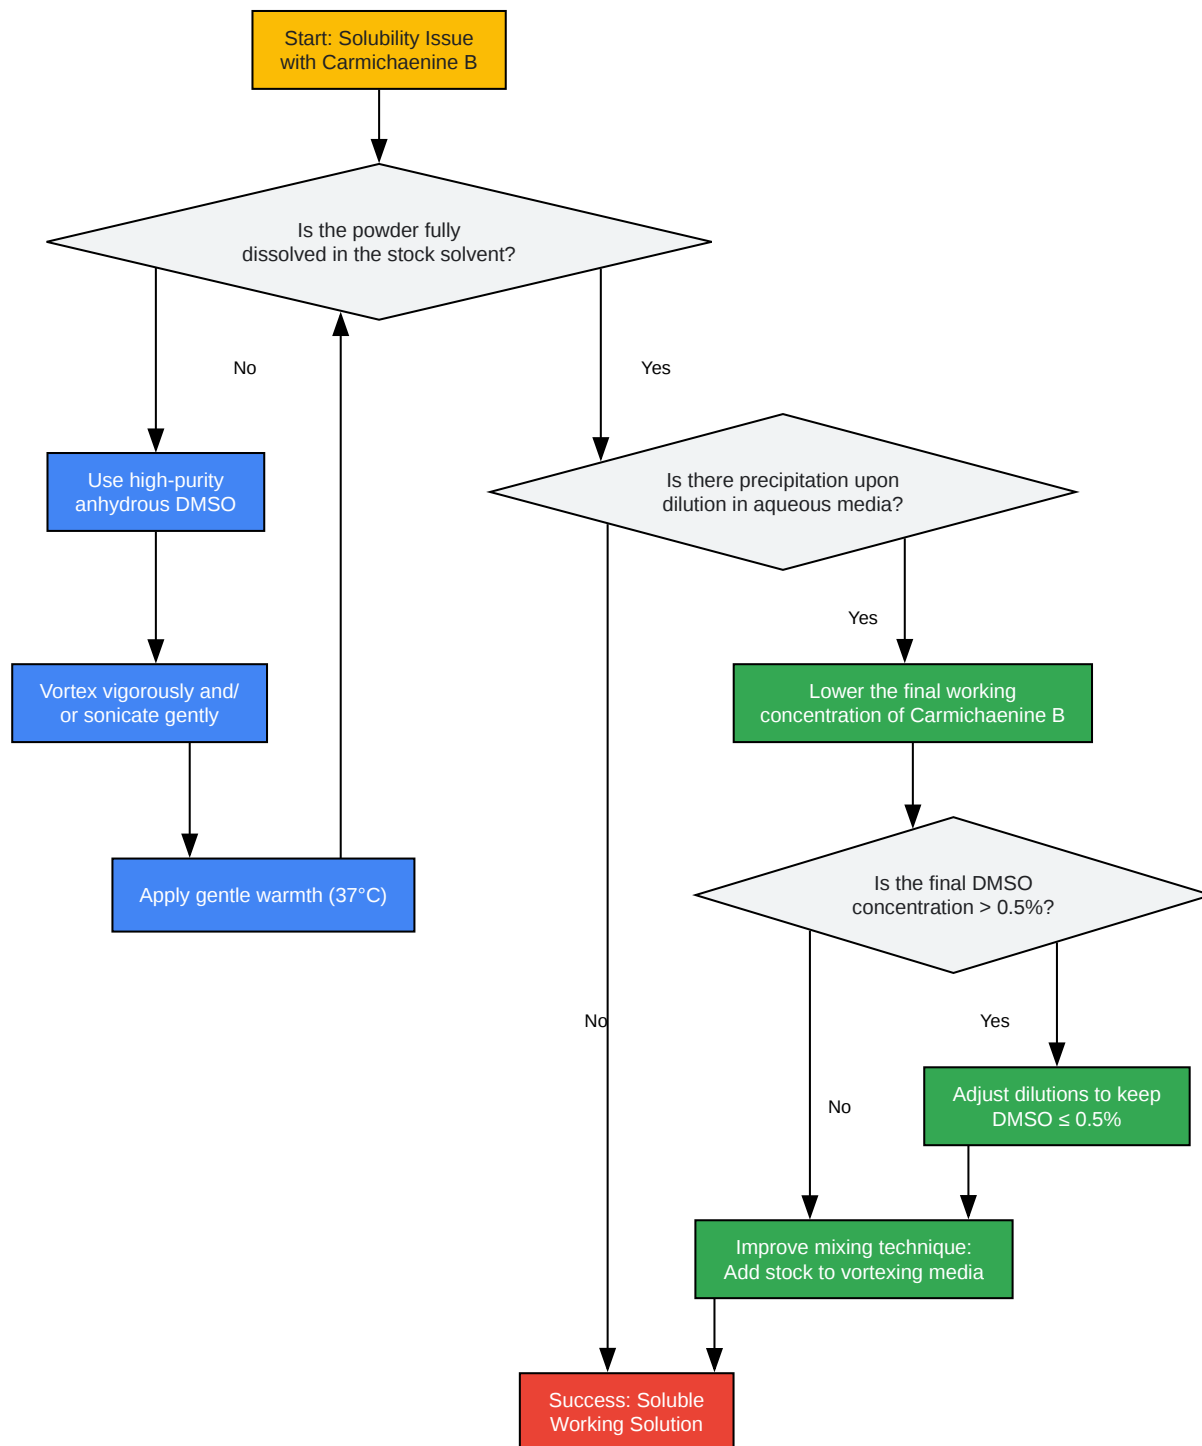 Start: Solubility Issue
with Carmichaenine B
Is the powder fully
dissolved in the stock solvent?
No
Yes
Use high-purity
anhydrous DMSO
Is there precipitation upon
dilution in aqueous media?
Yes
Vortex vigorously and/
or sonicate gently
Lower the final working
concentration of Carmichaenine B
Apply gentle warmth (37°C)
Is the final DMSO
concentration > 0.5%?
No
Yes
No
Adjust dilutions to keep
DMSO ≤ 0.5%
Improve mixing technique:
Add stock to vortexing media
Success: Soluble
Working Solution